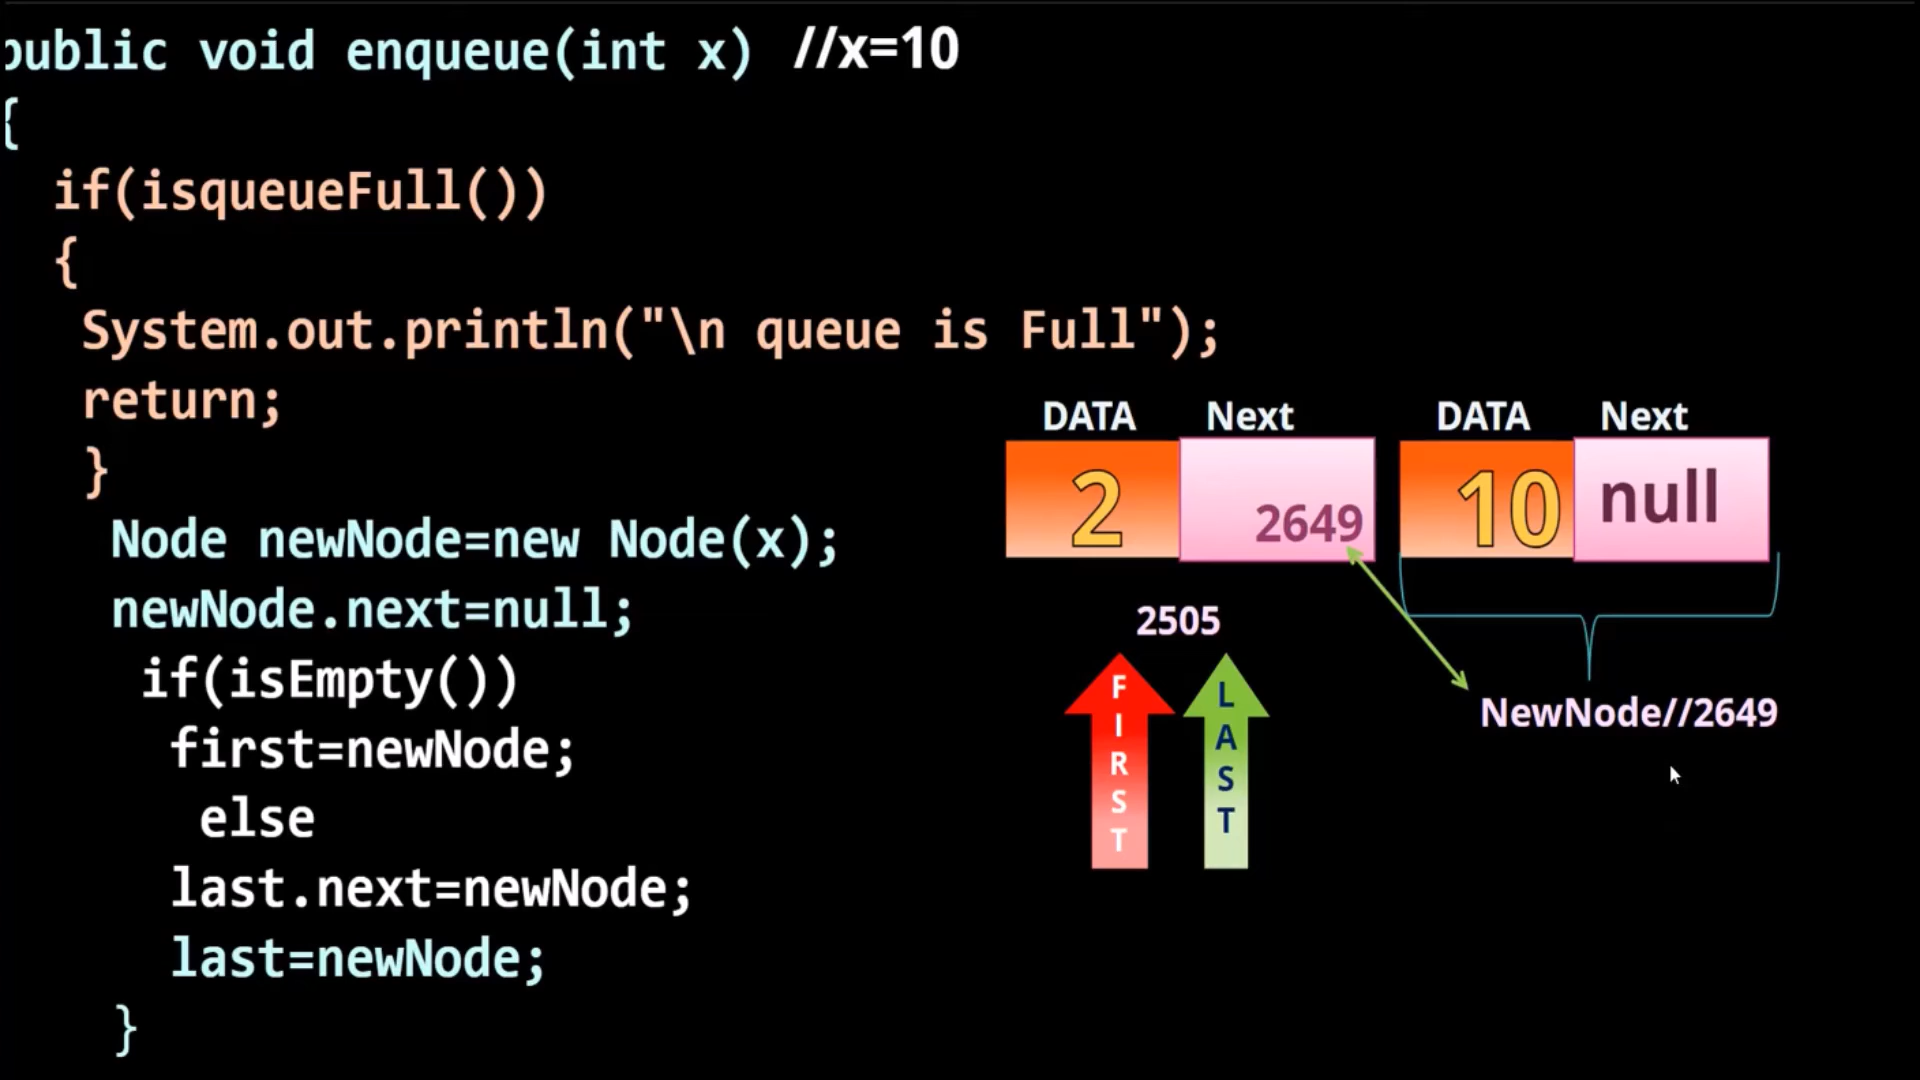 public void enqueue(int x) //x=10
{
if(isqueueFull())
{
System.out.println("\n queue is Full");
return;
}
Node newNode=new Node(x);
newNode.next=null;
if(isEmpty())
first=newNode;
else
last.next=newNode;
last=newNode;
}
DATA Next DATA Next
2 2649 10 null
2505
FIRST
LAST
NewNode//2649